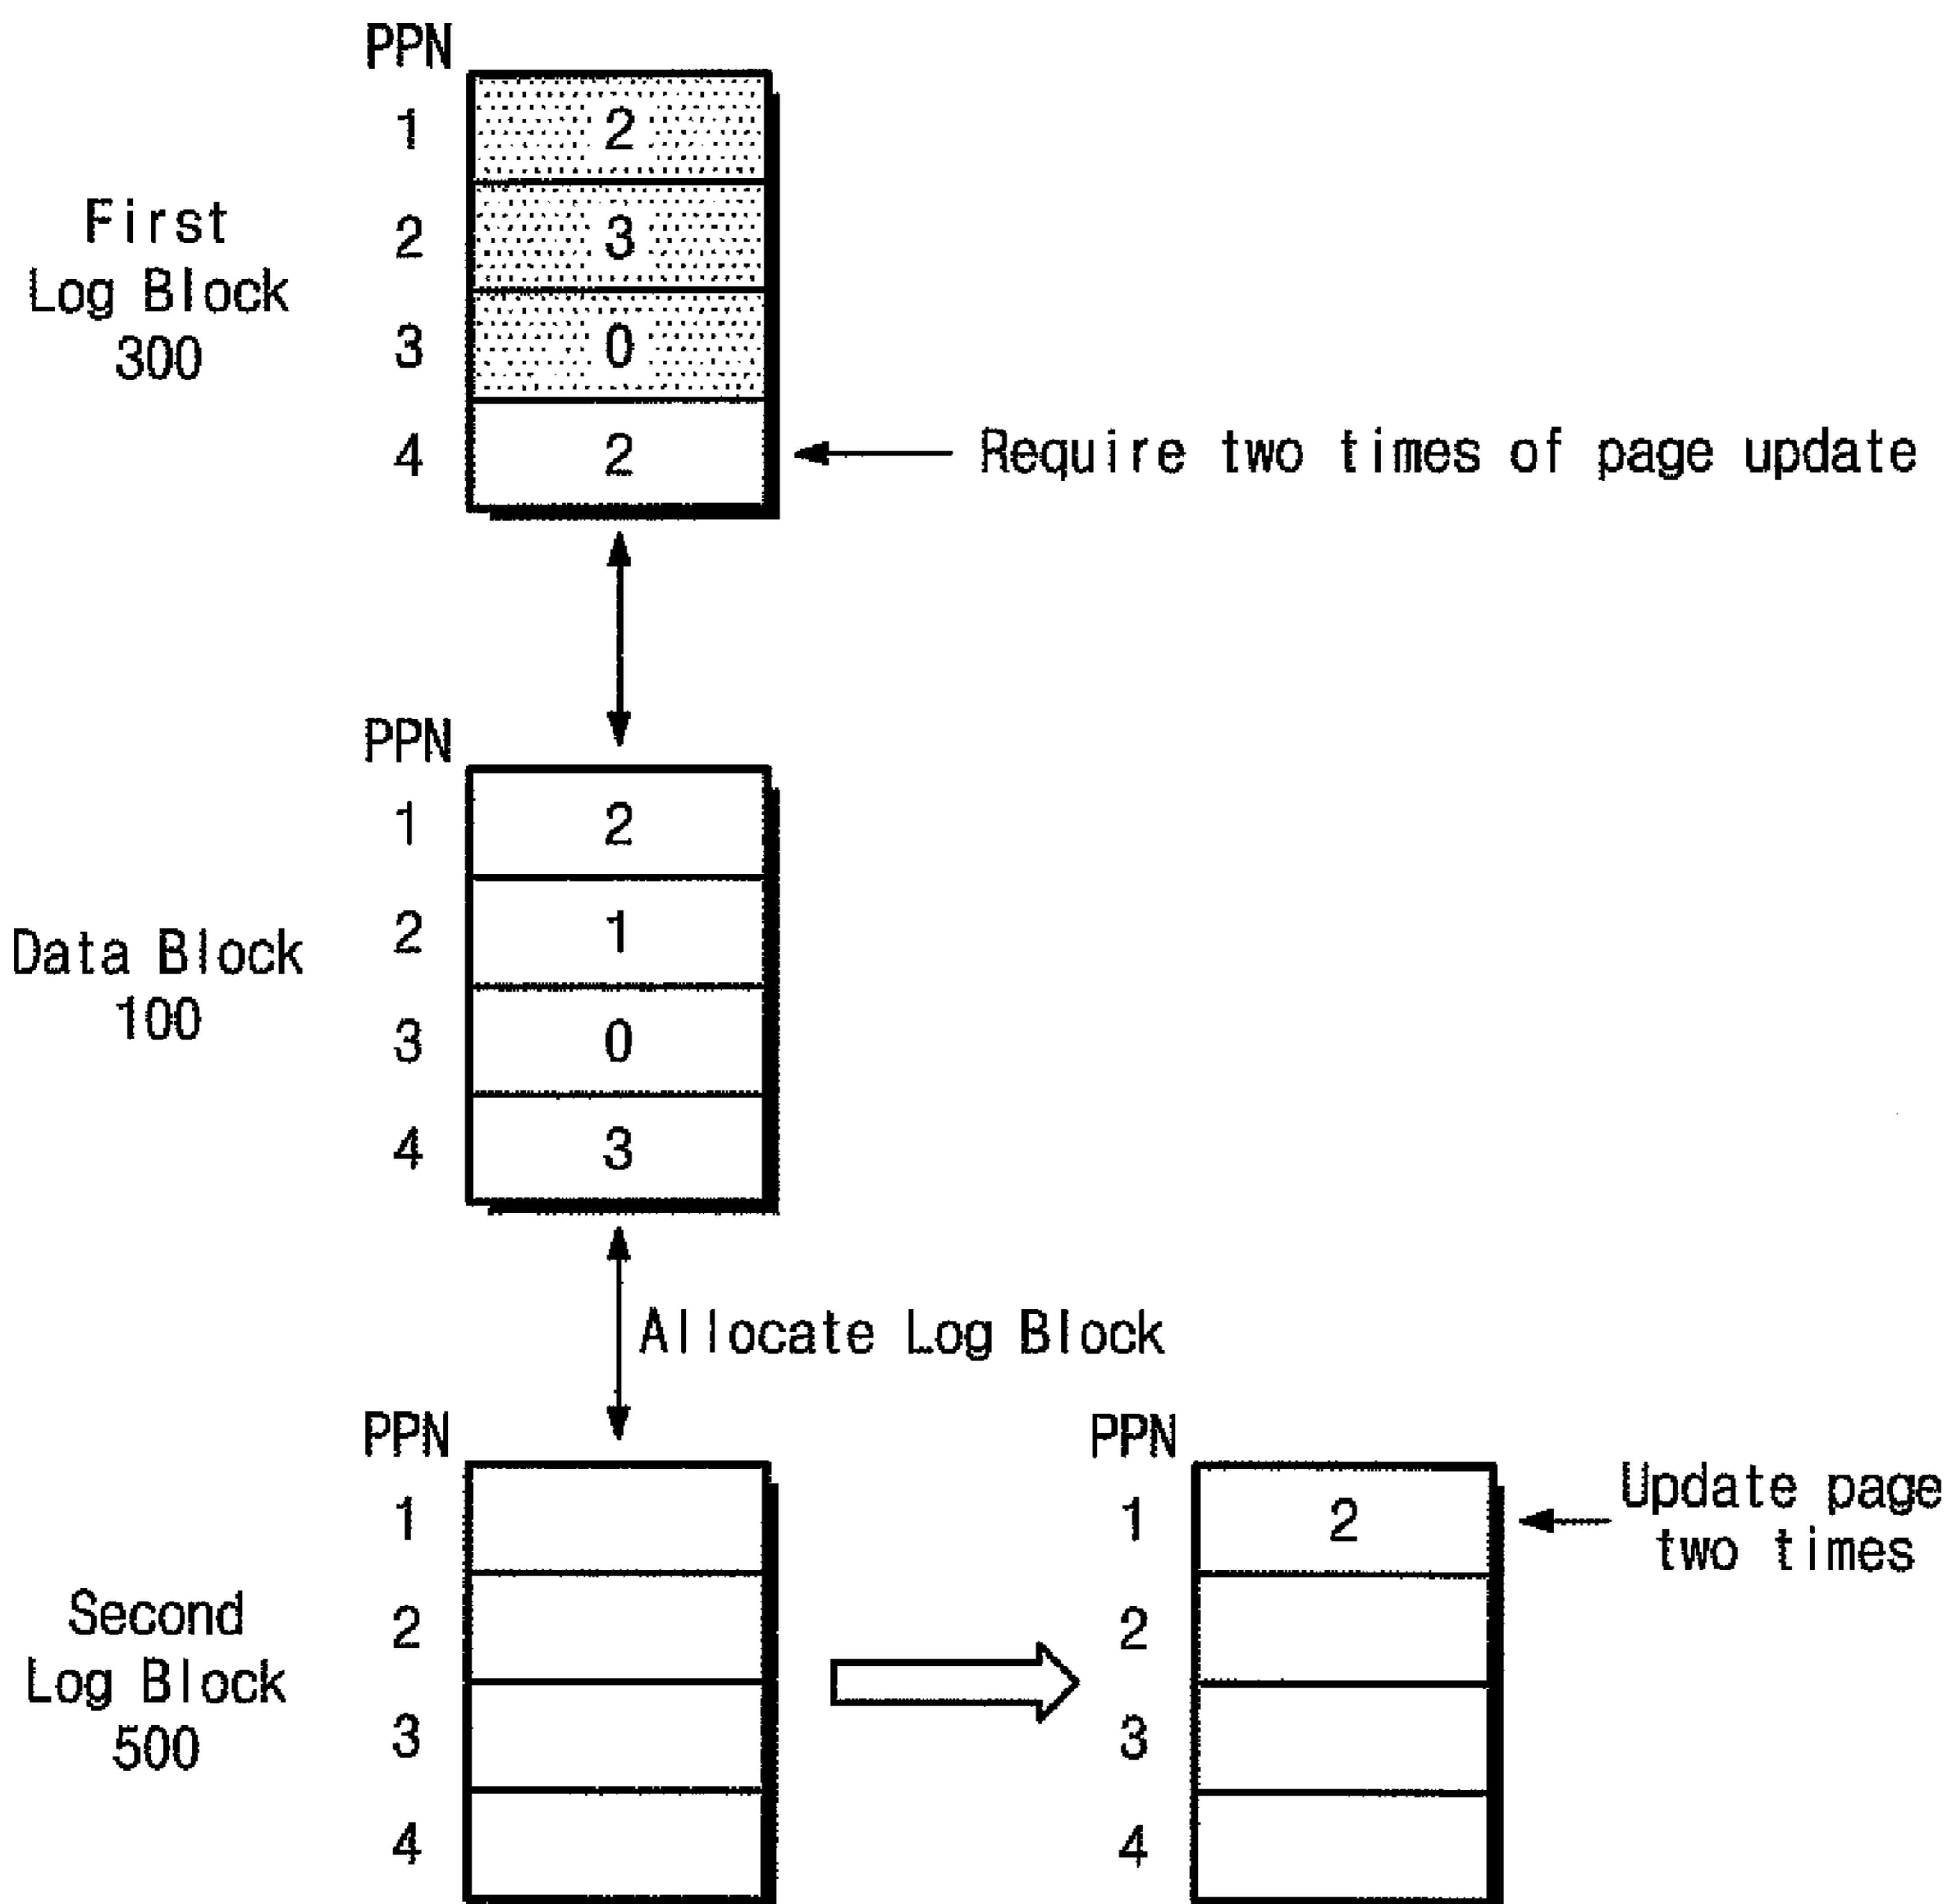 PPN
1 2
First
Log Block
300
2 3
3 0
4 2
Require two times of page update
PPN
1 2
Data Block
100
2 1
3 0
4 3
Allocate Log Block
PPN
1
Second
Log Block
500
2
3
4
PPN
1 2
Update page
two times
2
3
4